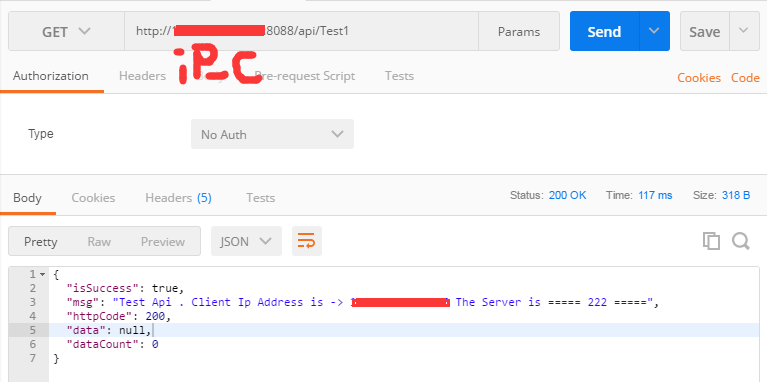 GET http://1 8088/api/Test1 Params Send Save
iP_C
Authorization Headers Pre-request Script Tests Cookies Code
Type No Auth
Body Cookies Headers (5) Tests Status: 200 OK Time: 117 ms Size: 318 B
Pretty Raw Preview JSON
1 {
2 "isSuccess": true,
3 "msg": "Test Api . Client Ip Address is -> The Server is ===== 222 =====",
4 "httpCode": 200,
5 "data": null,
6 "dataCount": 0
7 }